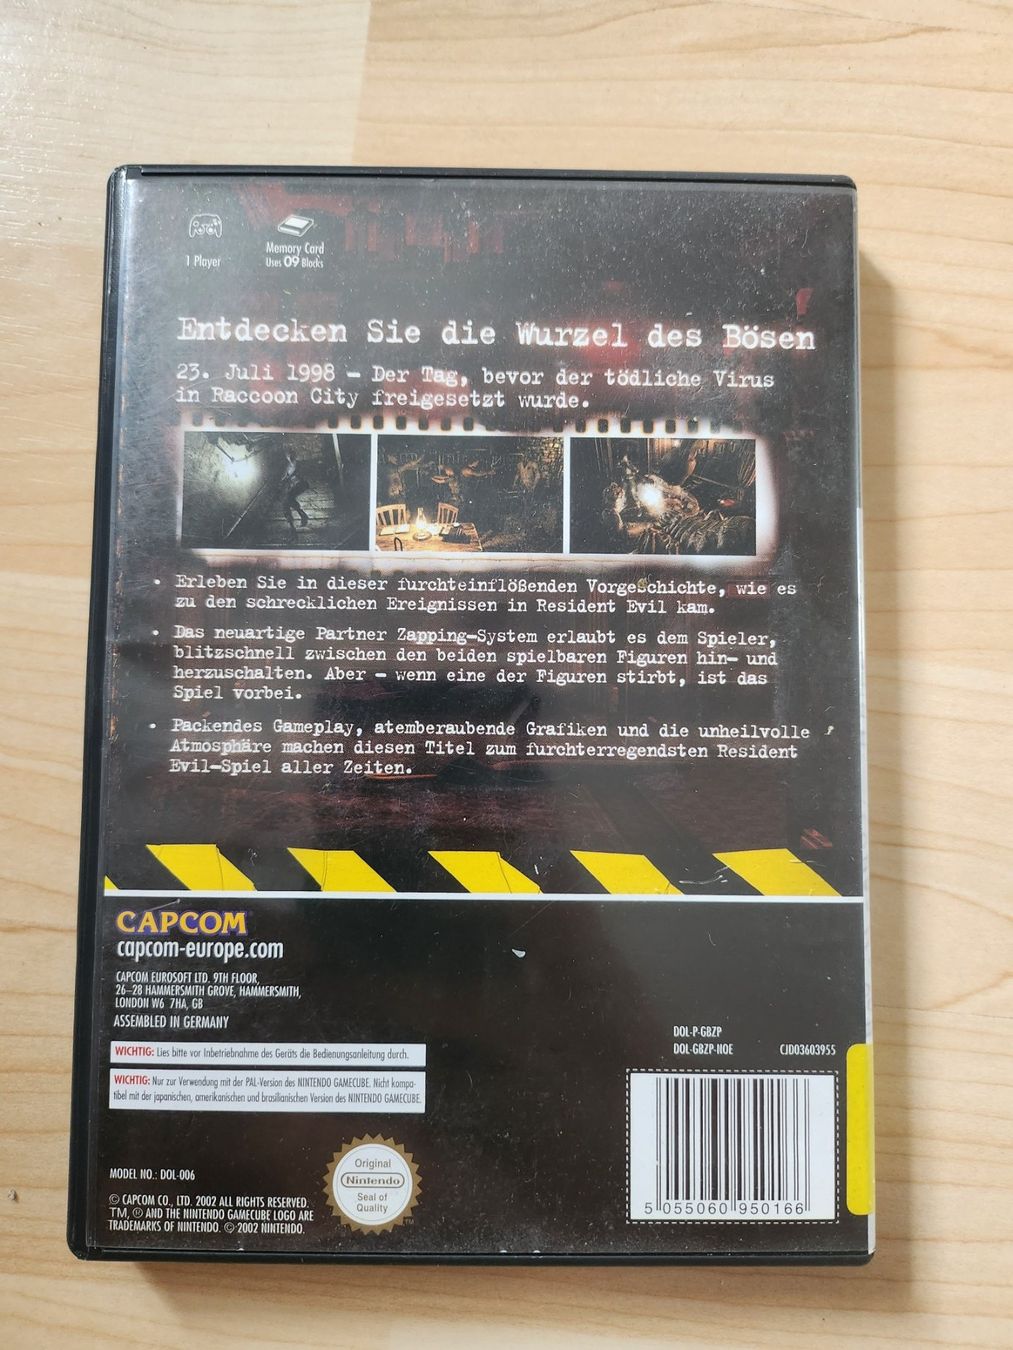 1 Player
Memory Card
Uses 09 Blocks
Entdecken Sie die Wurzel des Bösen
23. Juli 1998 – Der Tag, bevor der tödliche Virus
in Raccoon City freigesetzt wurde.
• Erleben Sie in dieser furchteinflößenden Vorgeschichte, wie es
zu den schrecklichen Ereignissen in Resident Evil kam.
• Das neuartige Partner Zapping-System erlaubt es dem Spieler,
blitzschnell zwischen den beiden spielbaren Figuren hin- und
herzuschalten. Aber – wenn eine der Figuren stirbt, ist das
Spiel vorbei.
• Packendes Gameplay, atemberaubende Grafiken und die unheilvolle
Atmosphäre machen diesen Titel zum furchterregendsten Resident
Evil-Spiel aller Zeiten.
CAPCOM
capcom-europe.com
CAPCOM EUROSOFT LTD. 9TH FLOOR,
26–28 HAMMERSMITH GROVE, HAMMERSMITH,
LONDON W6 7HA, GB
ASSEMBLED IN GERMANY
WICHTIG: Lies bitte vor Inbetriebnahme des Geräts die Bedienungsanleitung durch.
WICHTIG: Nur zur Verwendung mit der PAL-Version des NINTENDO GAMECUBE. Nicht kompa-
tibel mit der japanischen, amerikanischen und brasilianischen Version des NINTENDO GAMECUBE.
DOL-P-GBZP
DOL-GBZP-NOE CJD03603955
5 055060 950166
MODEL NO.: DOL-006
© CAPCOM CO., LTD. 2002 ALL RIGHTS RESERVED.
TM, ® AND THE NINTENDO GAMECUBE LOGO ARE
TRADEMARKS OF NINTENDO. © 2002 NINTENDO.
Original
Nintendo
Seal of
Quality
TM